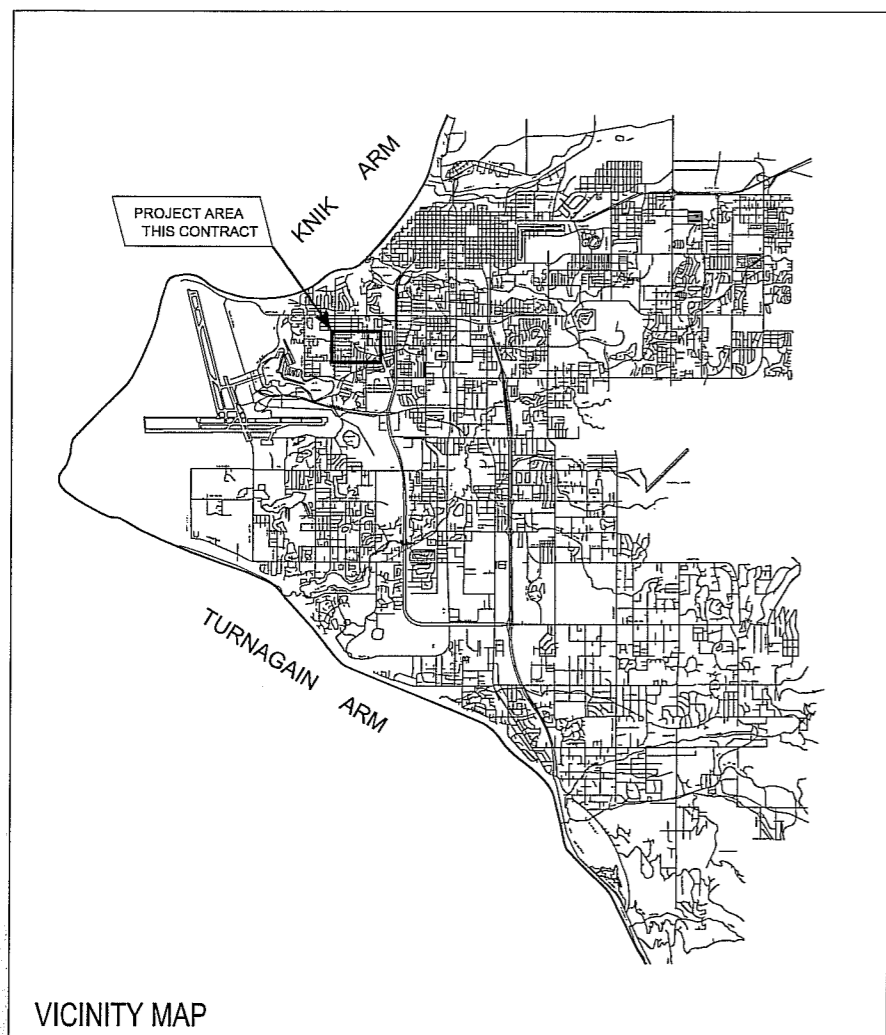 KNIK ARM
PROJECT AREA
THIS CONTRACT
TURNAGAIN ARM
VICINITY MAP